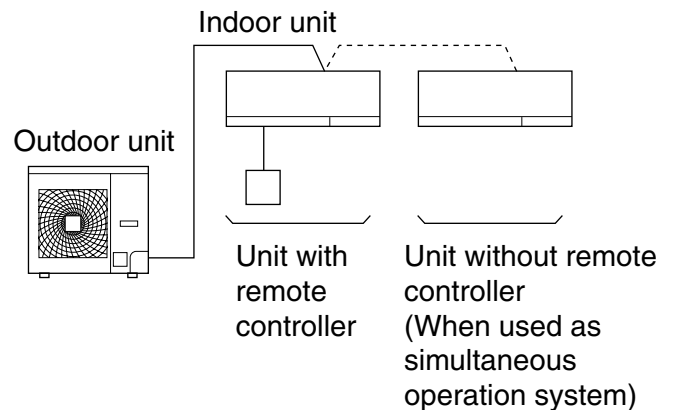 Indoor unit
Outdoor unit
Unit with
remote
controller
Unit without remote
controller
(When used as
simultaneous
operation system)